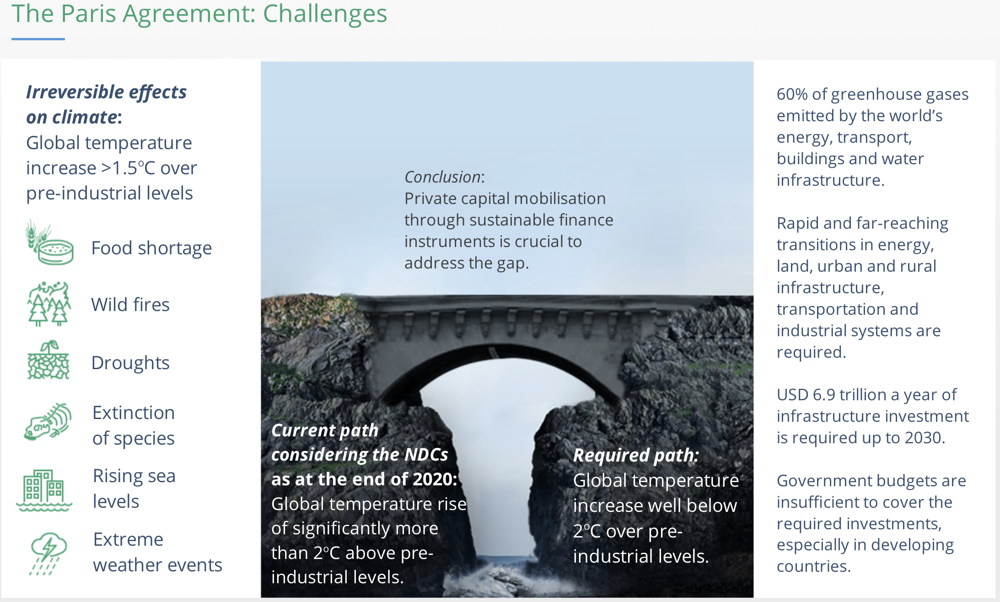 The Paris Agreement: Challenges
Irreversible effects
on climate:
Global temperature
increase >1.5ºC over
pre-industrial levels
Food shortage
Wild fires
Droughts
Extinction
of species
Rising sea
levels
Extreme
weather events
Conclusion:
Private capital mobilisation
through sustainable finance
instruments is crucial to
address the gap.
Current path
considering the NDCs
as at the end of 2020:
Global temperature rise
of significantly more
than 2ºC above pre-
industrial levels.
Required path:
Global temperature
increase well below
2ºC over pre-
industrial levels.
60% of greenhouse gases
emitted by the world’s
energy, transport,
buildings and water
infrastructure.
Rapid and far-reaching
transitions in energy,
land, urban and rural
infrastructure,
transportation and
industrial systems are
required.
USD 6.9 trillion a year of
infrastructure investment
is required up to 2030.
Government budgets are
insufficient to cover the
required investments,
especially in developing
countries.